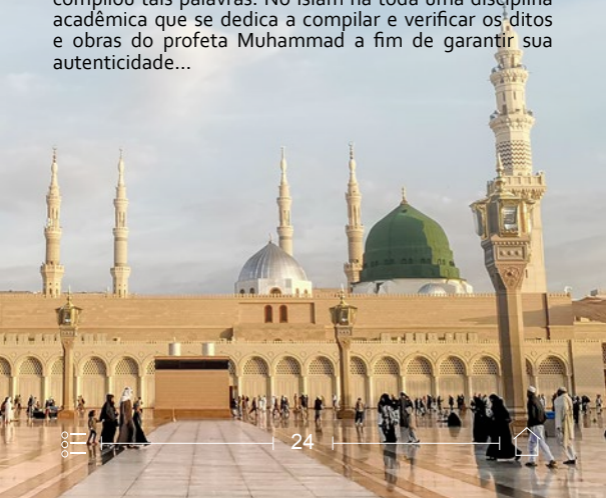 compilou tais palavras. No Islam há toda uma disciplina
acadêmica que se dedica a compilar e verificar os ditos
e obras do profeta Muhammad a fim de garantir sua
autenticidade...
24